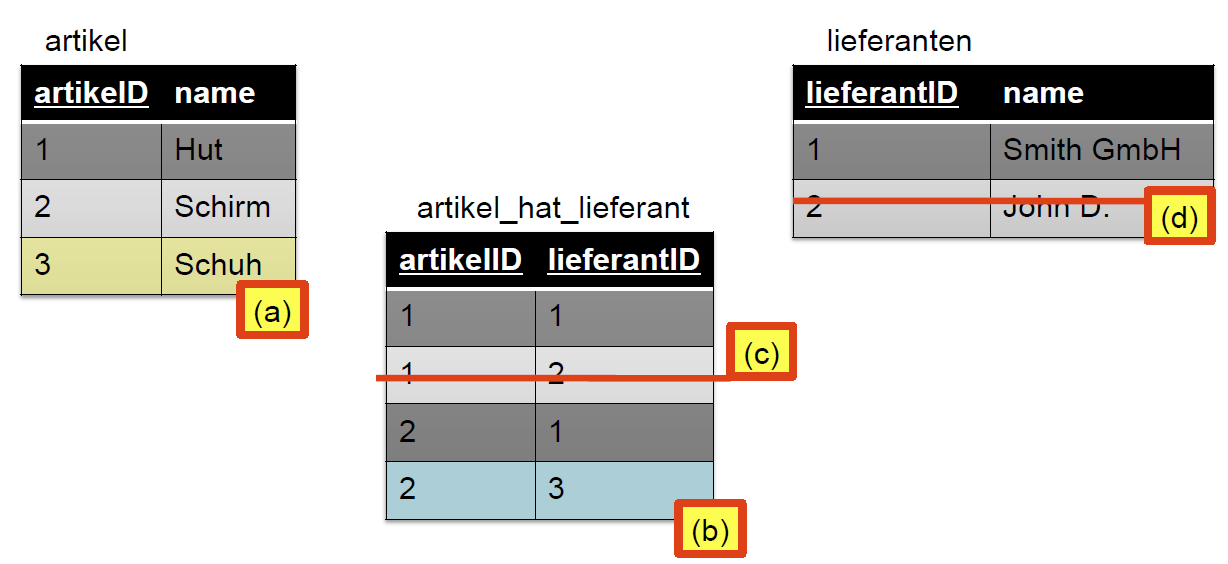 artikel
artikelD name
1 Hut
2 Schirm
3 Schuh
(a)
artikel_hat_lieferant
artikelID lieferantID
1 1
1 2
(c)
2 1
2 3
(b)
lieferanten
lieferantID name
1 Smith GmbH
2 John D.
(d)